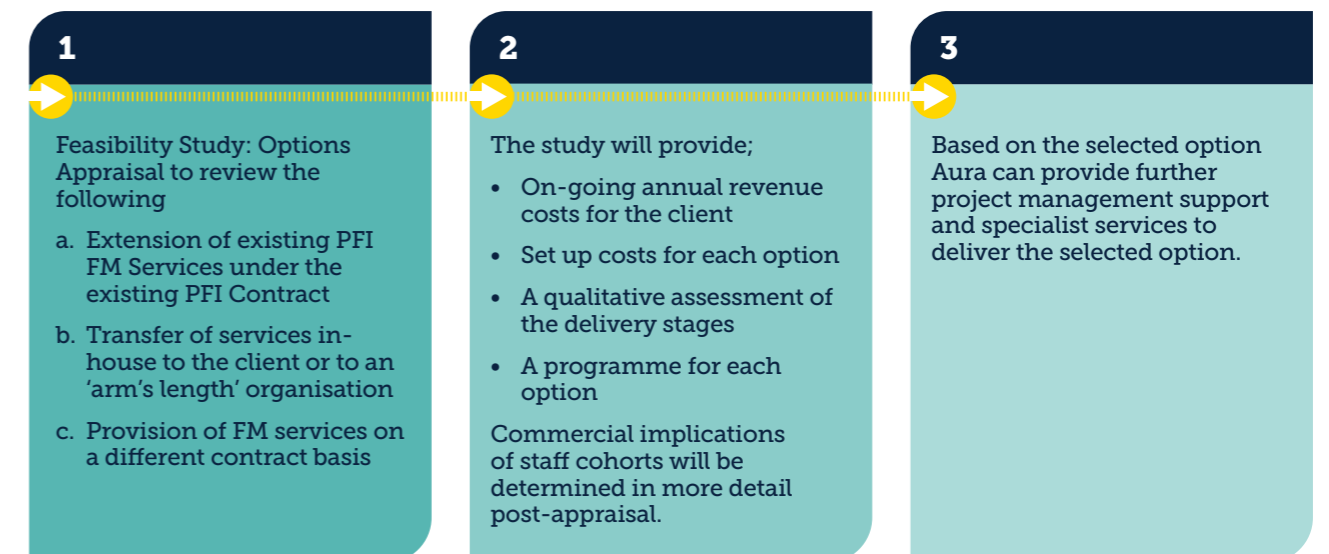 1
Feasibility Study: Options
Appraisal to review the
following
a. Extension of existing PFI
FM Services under the
existing PFI Contract
b. Transfer of services in-
house to the client or to an
‘arm’s length’ organisation
c. Provision of FM services on
a different contract basis
2
The study will provide;
• On-going annual revenue
costs for the client
• Set up costs for each option
• A qualitative assessment of
the delivery stages
• A programme for each
option
Commercial implications
of staff cohorts will be
determined in more detail
post-appraisal.
3
Based on the selected option
Aura can provide further
project management support
and specialist services to
deliver the selected option.